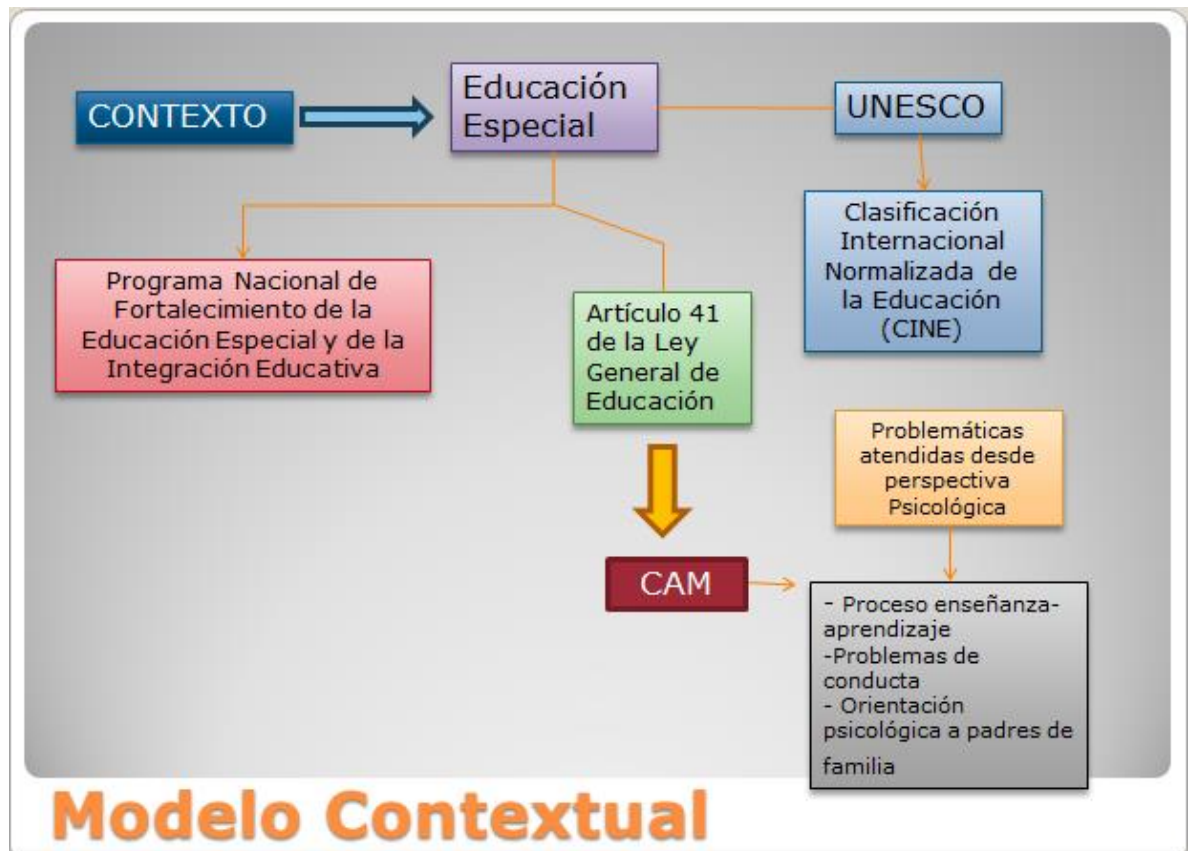 CONTEXTO
Educación
Especial
UNESCO
Clasificación
Internacional
Normalizada de
la Educación
(CINE)
Programa Nacional de
Fortalecimiento de la
Educación Especial y de la
Integración Educativa
Artículo 41
de la Ley
General de
Educación
Problemáticas
atendidas desde
perspectiva
Psicológica
CAM
- Proceso enseñanza-
aprendizaje
-Problemas de
conducta
- Orientación
psicológica a padres de
familia
Modelo Contextual